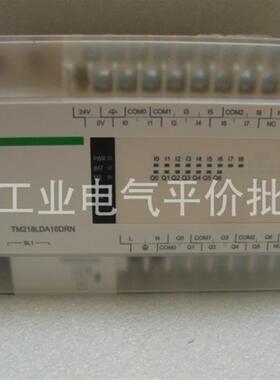 24V COM0 COM1 I3 I5 COM2 I8
0V I0 I1 I2 I4 I6 I7 NC
PWR
BAT
I0 I1 I2 I3 I4 I5 I6 I7 I8
Q0 Q1 Q2 Q3 Q4 Q5 Q6
工业电气平价批
TM218LDA16DRN
SL1
L N Q0 COM1 Q3 COM2 Q5 NC
COM0 Q1 Q2 Q4 Q6